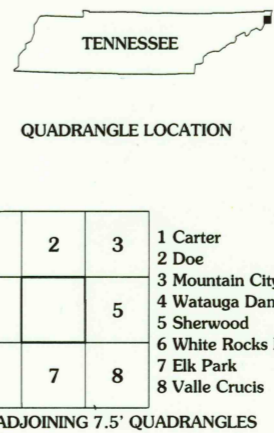 TENNESSEE
QUADRANGLE LOCATION
2 3
5
7 8
1 Carter
2 Doe
3 Mountain City
4 Watauga Dam
5 Sherwood
6 White Rocks
7 Elk Park
8 Valle Crucis
ADJOINING 7.5' QUADRANGLES